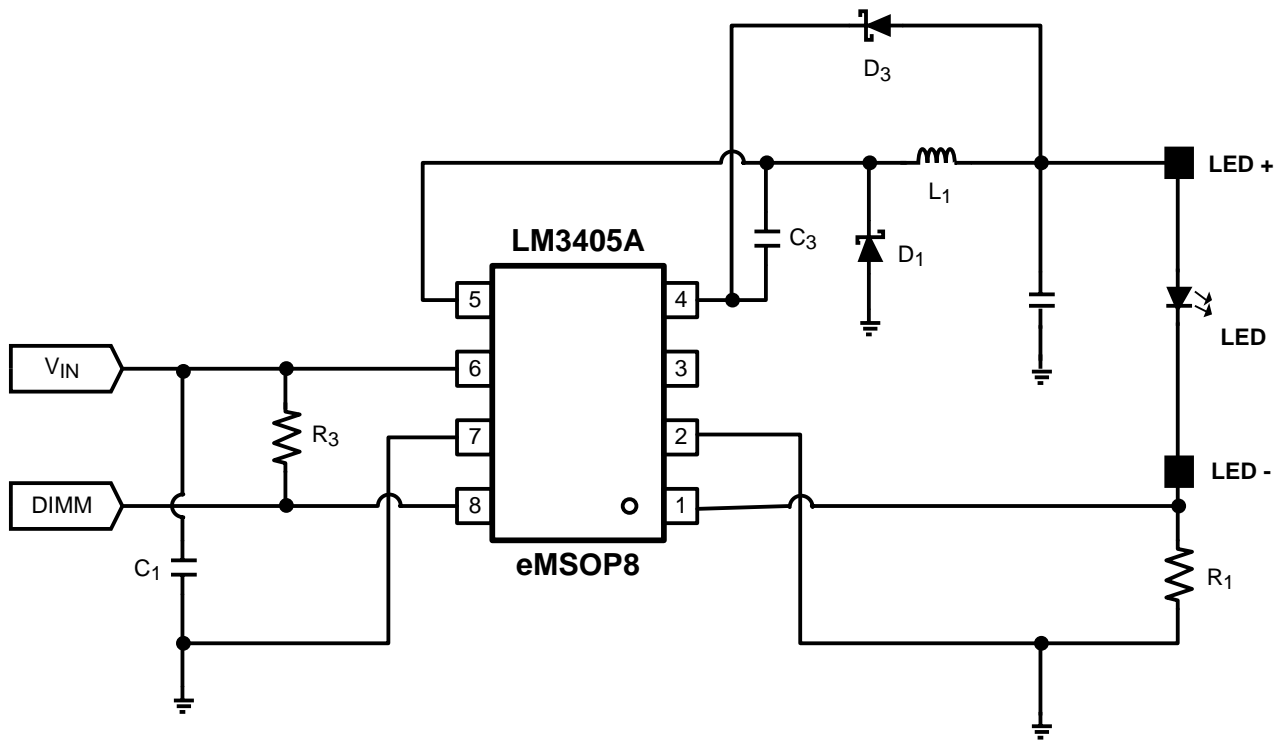 D3
LED +
L1
C3
D1
LM3405A
5
4
LED
VIN
6
3
R3
7
2
LED -
DIMM
8
1
C1
eMSOP8
R1